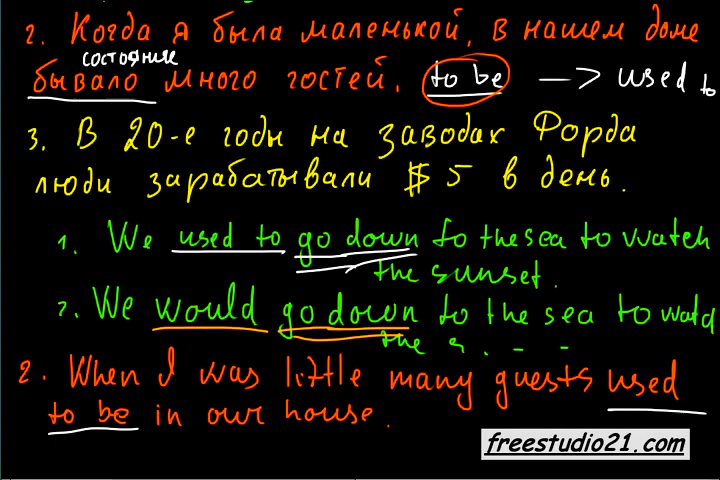 2. Когда я была маленькой, в нашем доме
состояние
бывало много гостей. to be —> used to
3. В 20-е годы на заводах Форда
люди зарабатывали $5 в день.
1. We used to go down to the sea to watch
the sunset.
2. We would go down to the sea to watch
the s. - -
2. When I was little many guests used
to be in our house.
freestudio21.com